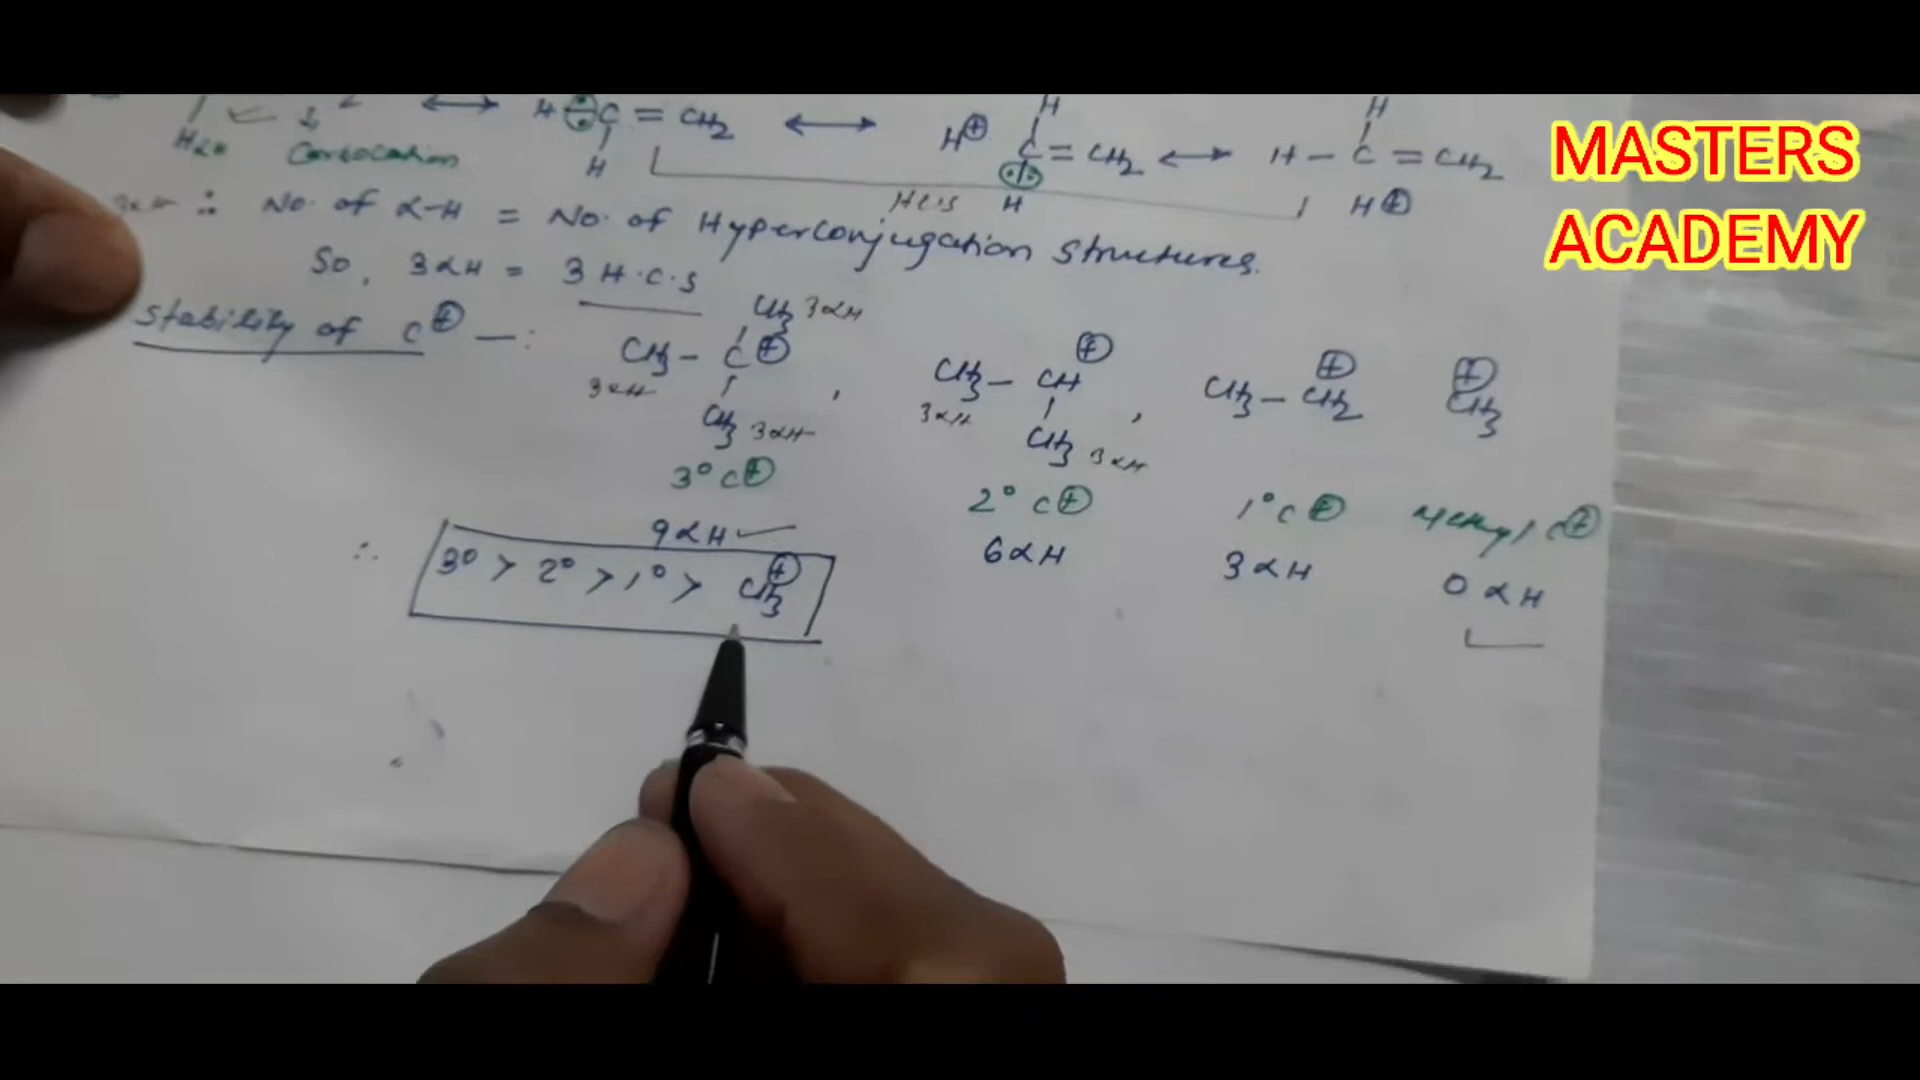 H C = CH2 ↔ H⊕ C = CH2 ↔ H – C = CH2
H
H
Carbocation
H H H⊕
H.C.S
∴ No. of α-H = No. of Hyperconjugation Structures.
So, 3αH = 3 H.C.S
Stability of C⊕ –:
CH3 3αH
CH3 – C⊕ , CH3 – CH⊕ , CH3 – CH2⊕ CH3⊕
3αH 3αH
CH3 3αH CH3 3αH
3° C⊕ 2° C⊕ 1° C⊕ Methyl C⊕
9αH 6αH 3αH 0αH
∴ 3° > 2° > 1° > CH3⊕
MASTERS
ACADEMY